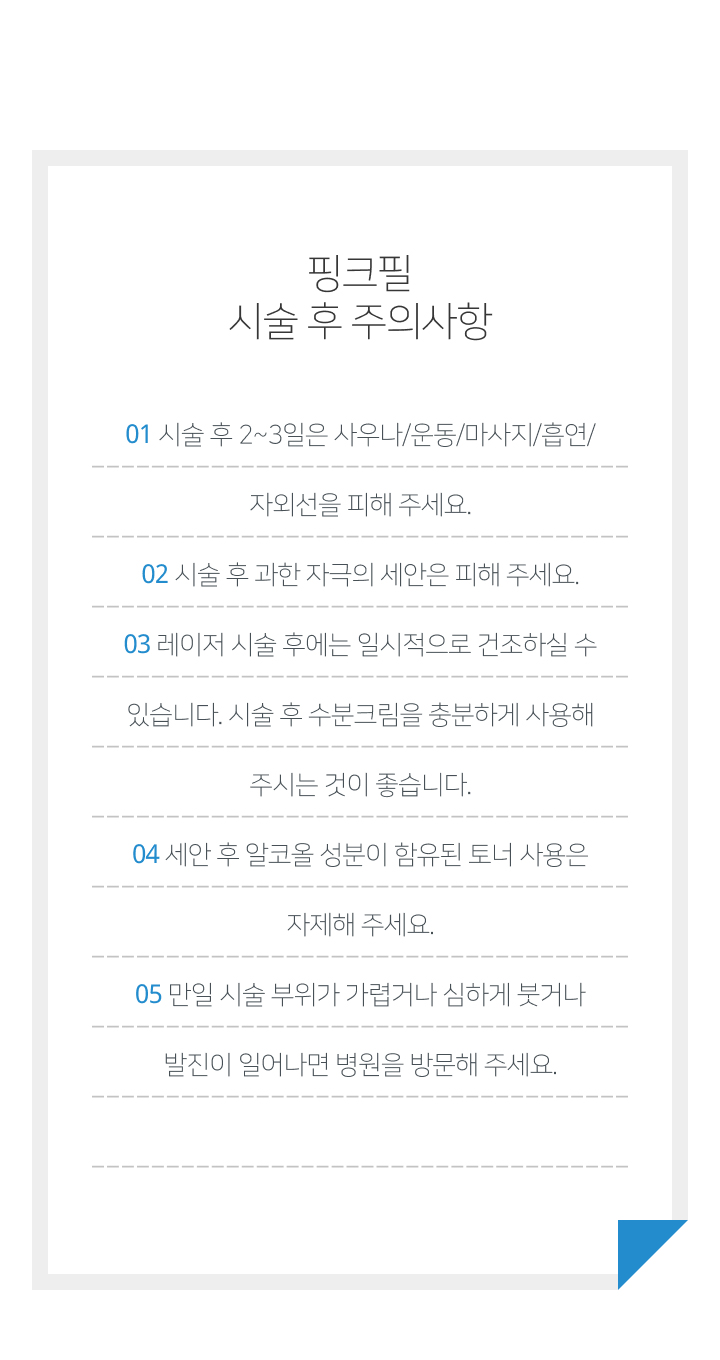 핑크필
시술 후 주의사항
01 시술 후 2~3일은 사우나/운동/마사지/흡연/
자외선을 피해 주세요.
02 시술 후 과한 자극의 세안은 피해 주세요.
03 레이저 시술 후에는 일시적으로 건조하실 수
있습니다. 시술 후 수분크림을 충분하게 사용해
주시는 것이 좋습니다.
04 세안 후 알코올 성분이 함유된 토너 사용은
자제해 주세요.
05 만일 시술 부위가 가렵거나 심하게 붓거나
발진이 일어나면 병원을 방문해 주세요.